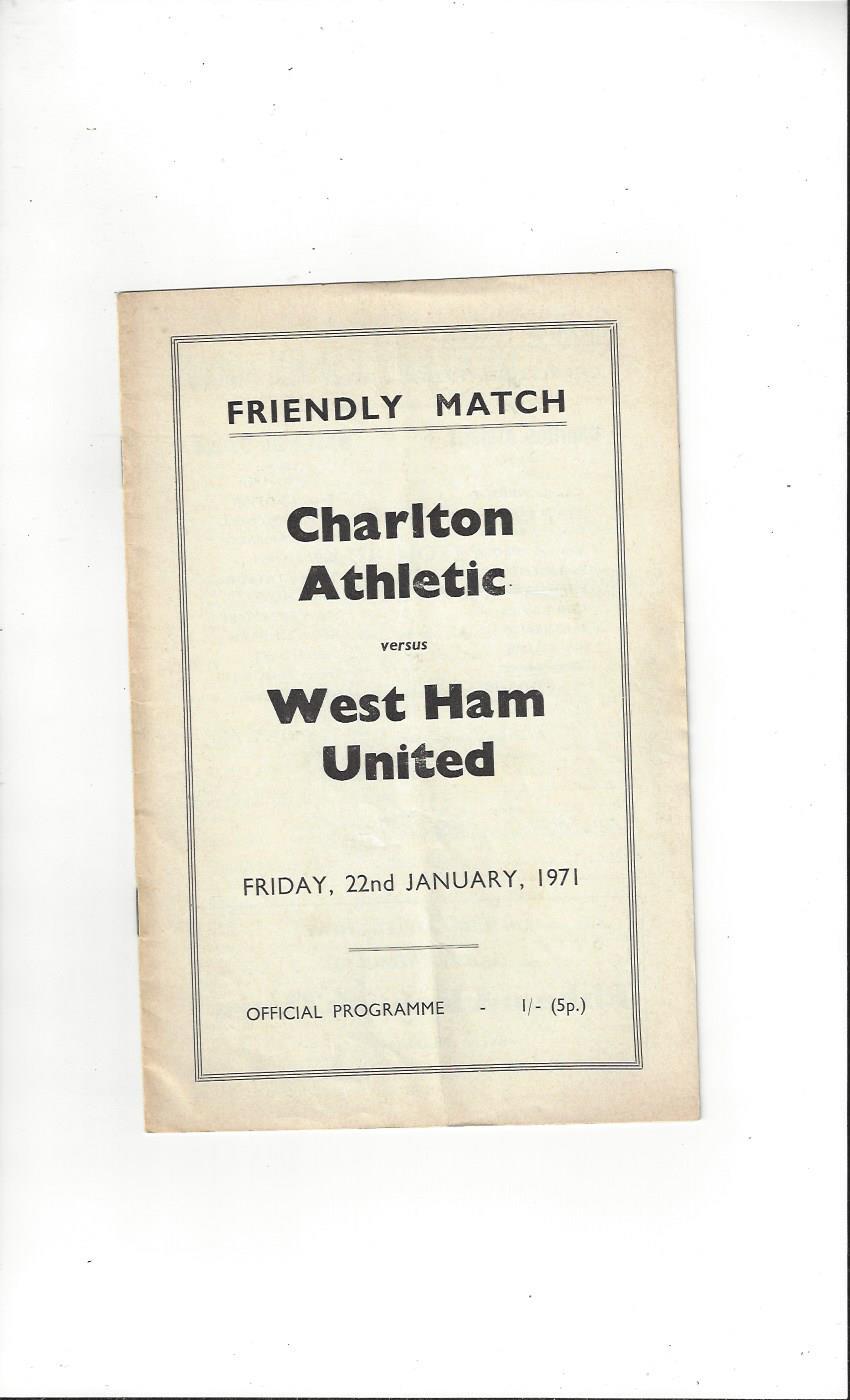 FRIENDLY MATCH
Charlton
Athletic
versus
West Ham
United
FRIDAY, 22nd JANUARY, 1971
OFFICIAL PROGRAMME - 1/- (5p.)